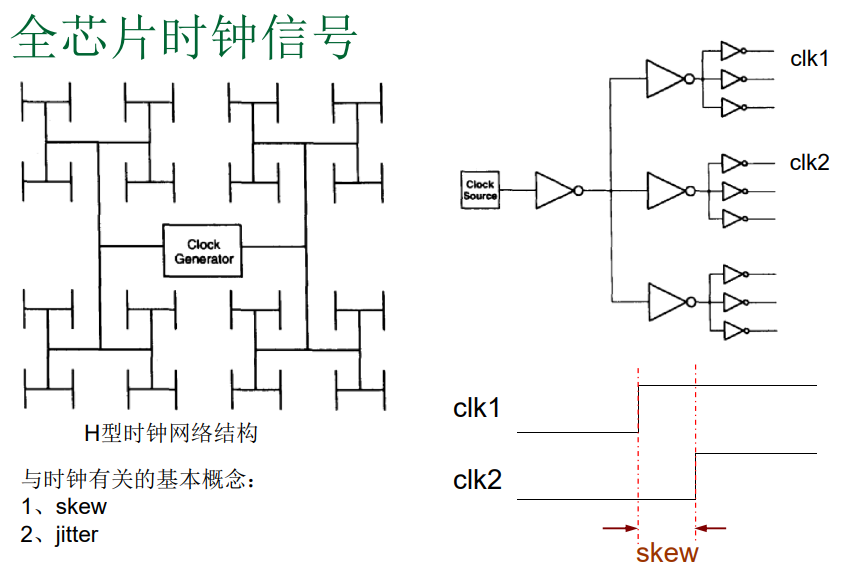 全芯片时钟信号
Clock
Generator
H型时钟网络结构
与时钟有关的基本概念：
1、skew
2、jitter
Clock
Source
clk1
clk2
clk1
clk2
skew